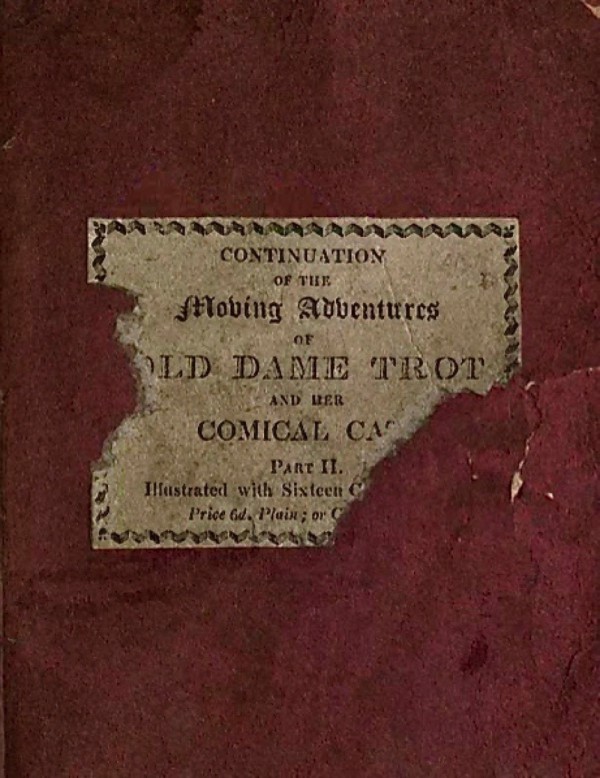 CONTINUATION
OF THE
Moving Adventures
OF
OLD DAME TROT
AND HER
COMICAL CA
PART II.
Illustrated with Sixteen C
Price 6d. Plain; or C